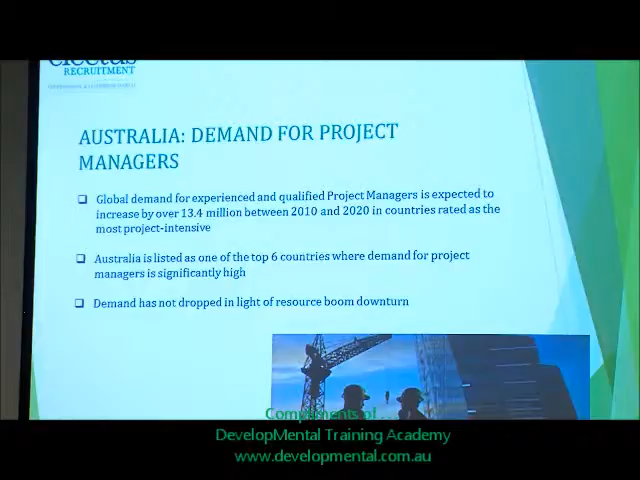 electus
RECRUITMENT
AUSTRALIA: DEMAND FOR PROJECT
MANAGERS
Global demand for experienced and qualified Project Managers is expected to
increase by over 13.4 million between 2010 and 2020 in countries rated as the
most project-intensive
Australia is listed as one of the top 6 countries where demand for project
managers is significantly high
Demand has not dropped in light of resource boom downturn
Compliments of ....
DevelopMental Training Academy
www.developmental.com.au